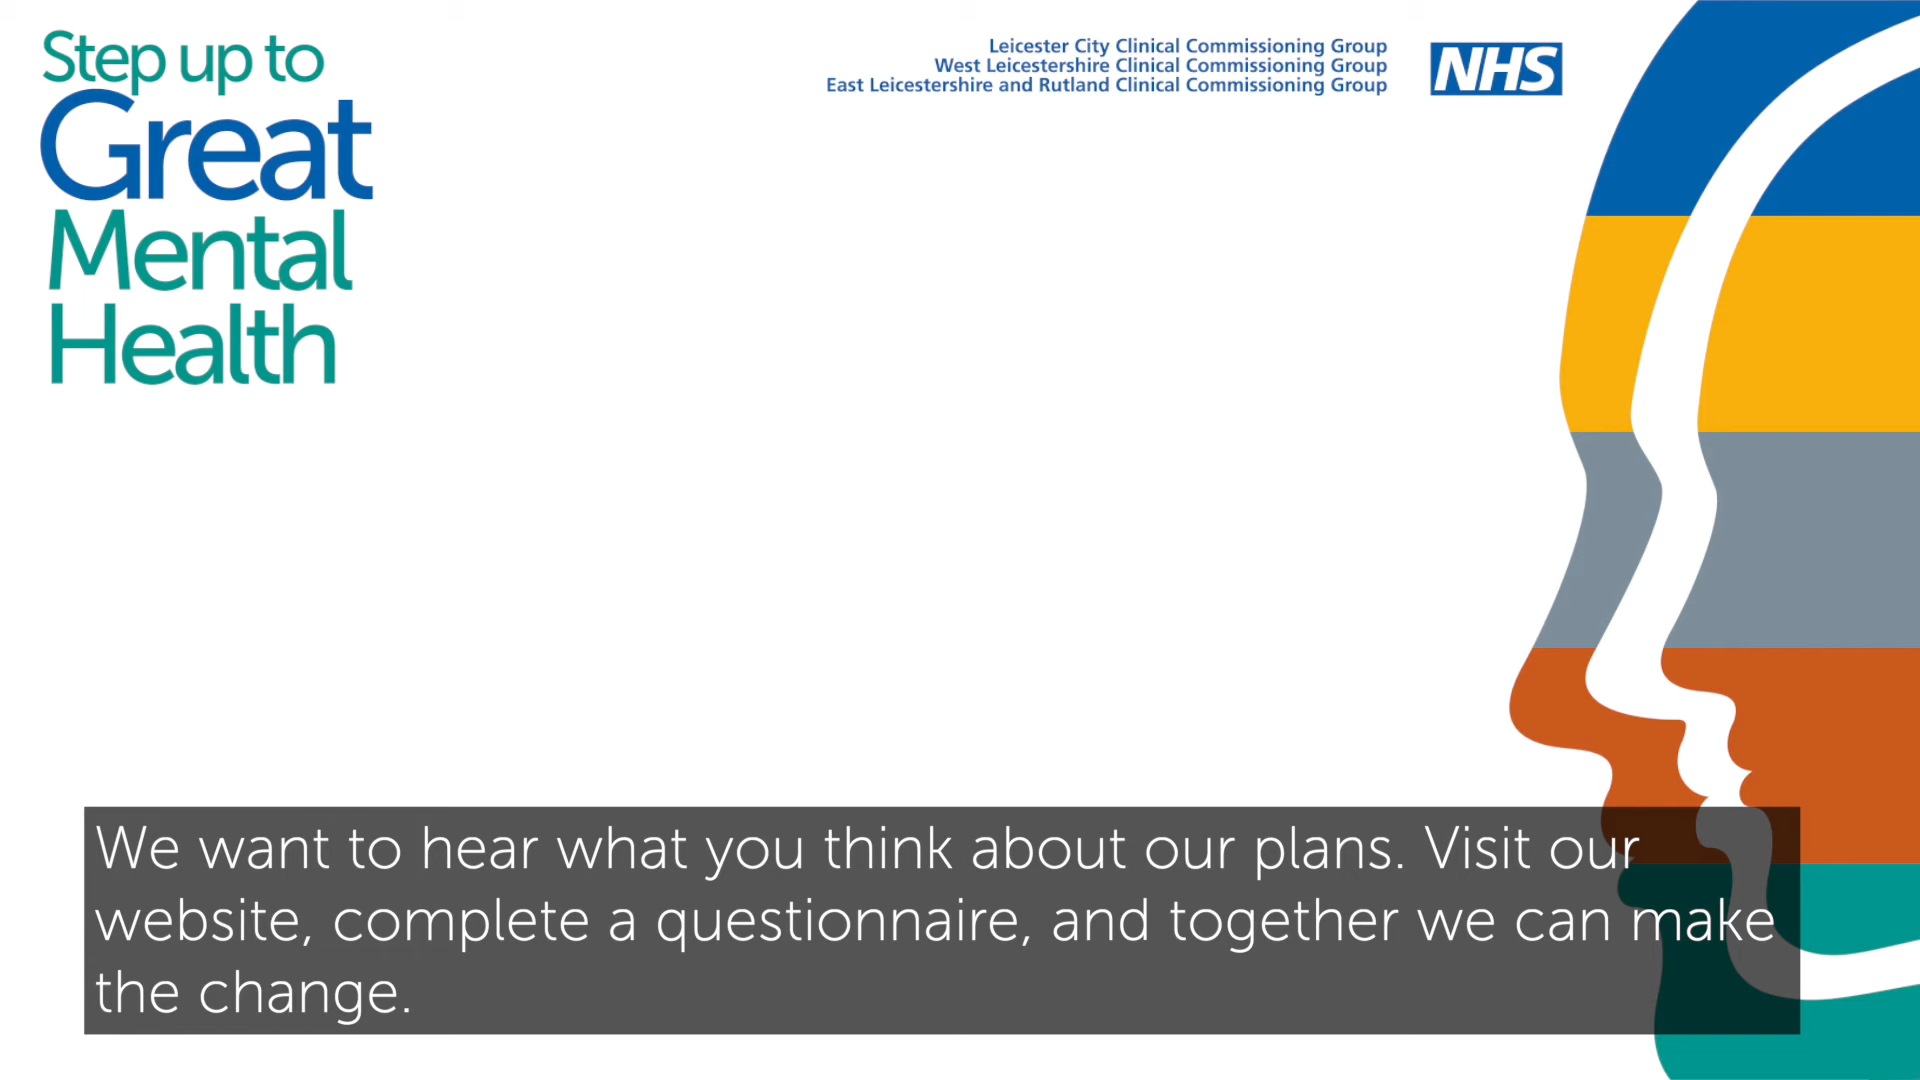 Step up to
Great
Mental
Health
Leicester City Clinical Commissioning Group
West Leicestershire Clinical Commissioning Group
East Leicestershire and Rutland Clinical Commissioning Group
NHS
We want to hear what you think about our plans. Visit our
website, complete a questionnaire, and together we can make
the change.